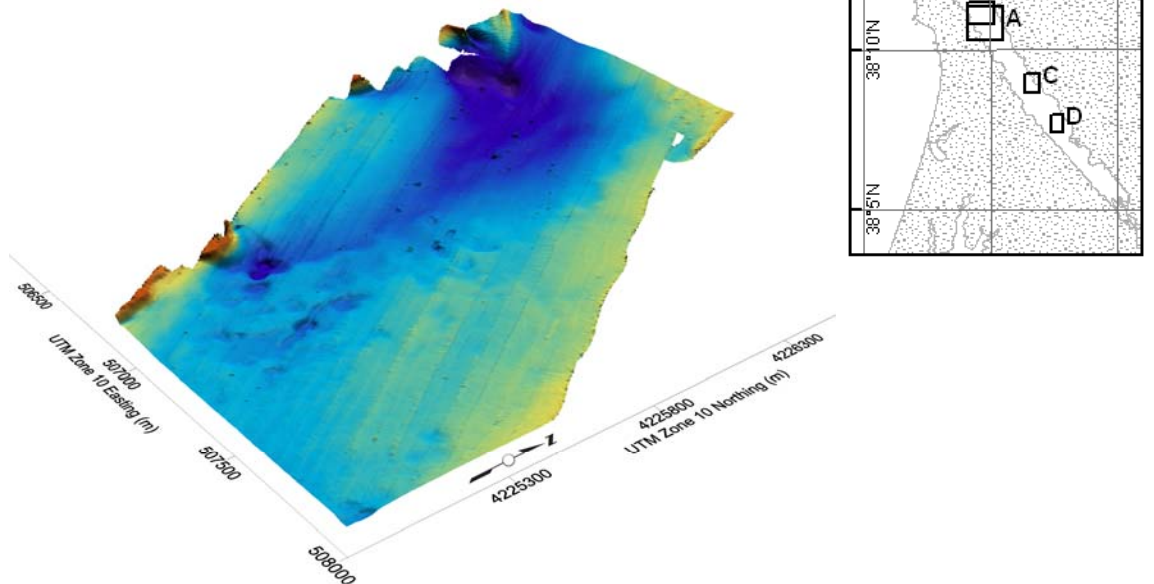 A
38°10'N
C
D
38°5'N
506500
UTM Zone 10 Easting (m)
507000
507500
508000
N
4225300
4225800
UTM Zone 10 Northing (m)
4226300